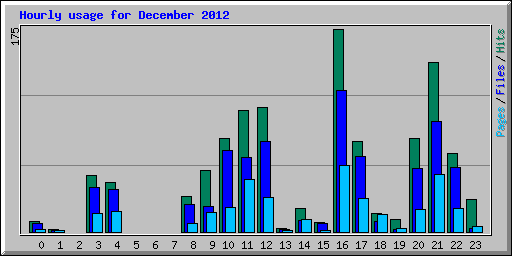 Hourly usage for December 2012
175
Pages / Files / Hits
0 1 2 3 4 5 6 7 8 9 10 11 12 13 14 15 16 17 18 19 20 21 22 23